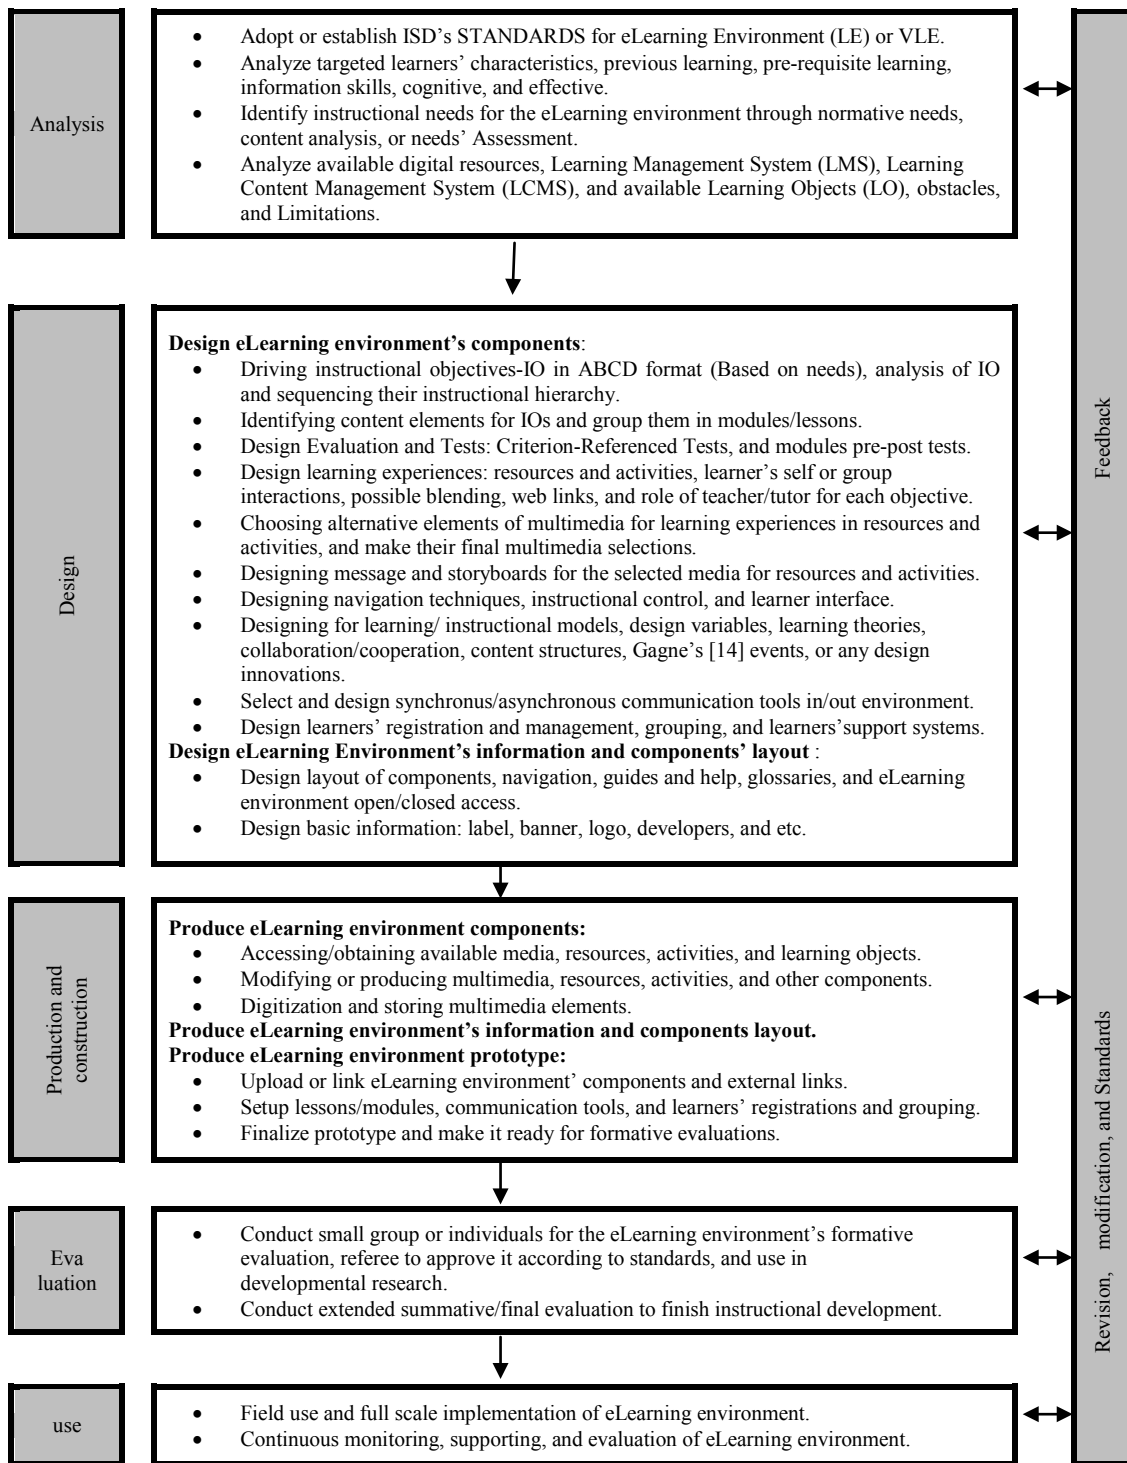 Analysis
• Adopt or establish ISD's STANDARDS for eLearning Environment (LE) or VLE.
• Analyze targeted learners' characteristics, previous learning, pre-requisite learning,
information skills, cognitive, and effective.
• Identify instructional needs for the eLearning environment through normative needs,
content analysis, or needs' Assessment.
• Analyze available digital resources, Learning Management System (LMS), Learning
Content Management System (LCMS), and available Learning Objects (LO), obstacles,
and Limitations.
Design
Design eLearning environment's components:
• Driving instructional objectives-IO in ABCD format (Based on needs), analysis of IO
and sequencing their instructional hierarchy.
• Identifying content elements for IOs and group them in modules/lessons.
• Design Evaluation and Tests: Criterion-Referenced Tests, and modules pre-post tests.
• Design learning experiences: resources and activities, learner's self or group
interactions, possible blending, web links, and role of teacher/tutor for each objective.
• Choosing alternative elements of multimedia for learning experiences in resources and
activities, and make their final multimedia selections.
• Designing message and storyboards for the selected media for resources and activities.
• Designing navigation techniques, instructional control, and learner interface.
• Designing for learning/ instructional models, design variables, learning theories,
collaboration/cooperation, content structures, Gagne's [14] events, or any design
innovations.
• Select and design synchronus/asynchronous communication tools in/out environment.
• Design learners' registration and management, grouping, and learners'support systems.
Design eLearning Environment's information and components' layout :
• Design layout of components, navigation, guides and help, glossaries, and eLearning
environment open/closed access.
• Design basic information: label, banner, logo, developers, and etc.
Production and
construction
Produce eLearning environment components:
• Accessing/obtaining available media, resources, activities, and learning objects.
• Modifying or producing multimedia, resources, activities, and other components.
• Digitization and storing multimedia elements.
Produce eLearning environment's information and components layout.
Produce eLearning environment prototype:
• Upload or link eLearning environment' components and external links.
• Setup lessons/modules, communication tools, and learners' registrations and grouping.
• Finalize prototype and make it ready for formative evaluations.
Eva
luation
• Conduct small group or individuals for the eLearning environment's formative
evaluation, referee to approve it according to standards, and use in
developmental research.
• Conduct extended summative/final evaluation to finish instructional development.
use
• Field use and full scale implementation of eLearning environment.
• Continuous monitoring, supporting, and evaluation of eLearning environment.
Revision, modification, and Standards Feedback